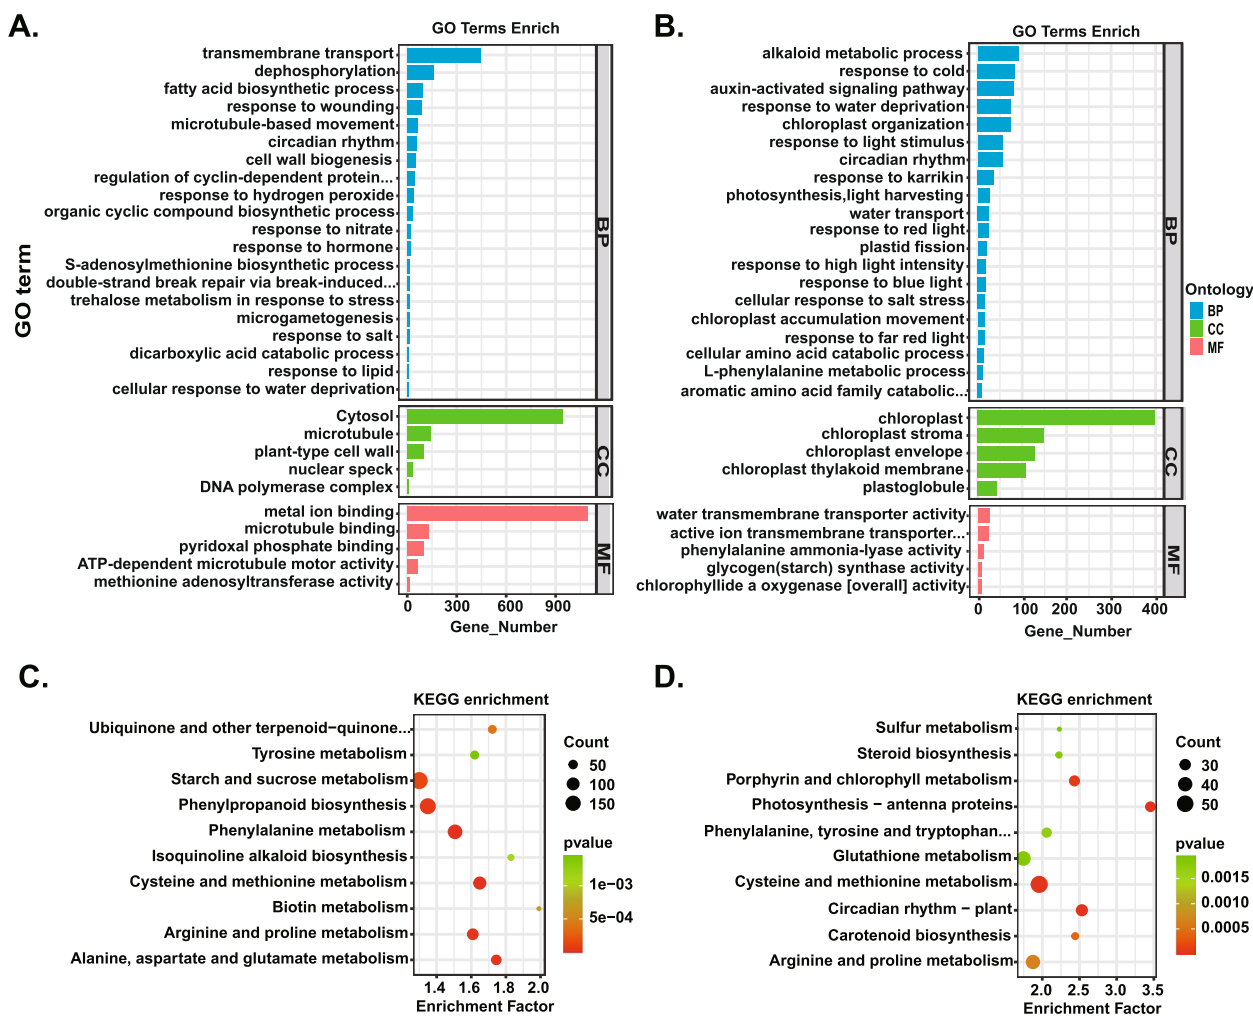 A.
GO Terms Enrich
GO term
transmembrane transport
dephosphorylation
fatty acid biosynthetic process
response to wounding
microtubule-based movement
circadian rhythm
cell wall biogenesis
regulation of cyclin-dependent protein...
response to hydrogen peroxide
organic cyclic compound biosynthetic process
response to nitrate
response to hormone
S-adenosylmethionine biosynthetic process
double-strand break repair via break-induced...
trehalose metabolism in response to stress
microgametogenesis
response to salt
dicarboxylic acid catabolic process
response to lipid
cellular response to water deprivation
BP
Cytosol
microtubule
plant-type cell wall
nuclear speck
DNA polymerase complex
CC
metal ion binding
microtubule binding
pyridoxal phosphate binding
ATP-dependent microtubule motor activity
methionine adenosyltransferase activity
MF
0 300 600 900
Gene_Number
B.
GO Terms Enrich
alkaloid metabolic process
response to cold
auxin-activated signaling pathway
response to water deprivation
chloroplast organization
response to light stimulus
circadian rhythm
response to karrikin
photosynthesis,light harvesting
water transport
response to red light
plastid fission
response to high light intensity
response to blue light
cellular response to salt stress
chloroplast accumulation movement
response to far red light
cellular amino acid catabolic process
L-phenylalanine metabolic process
aromatic amino acid family catabolic...
BP
chloroplast
chloroplast stroma
chloroplast envelope
chloroplast thylakoid membrane
plastoglobule
CC
water transmembrane transporter activity
active ion transmembrane transporter...
phenylalanine ammonia-lyase activity
glycogen(starch) synthase activity
chlorophyllide a oxygenase [overall] activity
MF
0 100 200 300 400
Gene_Number
Ontology
BP
CC
MF
C.
KEGG enrichment
Ubiquinone and other terpenoid−quinone...
Tyrosine metabolism
Starch and sucrose metabolism
Phenylpropanoid biosynthesis
Phenylalanine metabolism
Isoquinoline alkaloid biosynthesis
Cysteine and methionine metabolism
Biotin metabolism
Arginine and proline metabolism
Alanine, aspartate and glutamate metabolism
1.4 1.6 1.8 2.0
Enrichment Factor
Count
50
100
150
pvalue
1e−03
5e−04
D.
KEGG enrichment
Sulfur metabolism
Steroid biosynthesis
Porphyrin and chlorophyll metabolism
Photosynthesis − antenna proteins
Phenylalanine, tyrosine and tryptophan...
Glutathione metabolism
Cysteine and methionine metabolism
Circadian rhythm − plant
Carotenoid biosynthesis
Arginine and proline metabolism
2.0 2.5 3.0 3.5
Enrichment Factor
Count
30
40
50
pvalue
0.0015
0.0010
0.0005